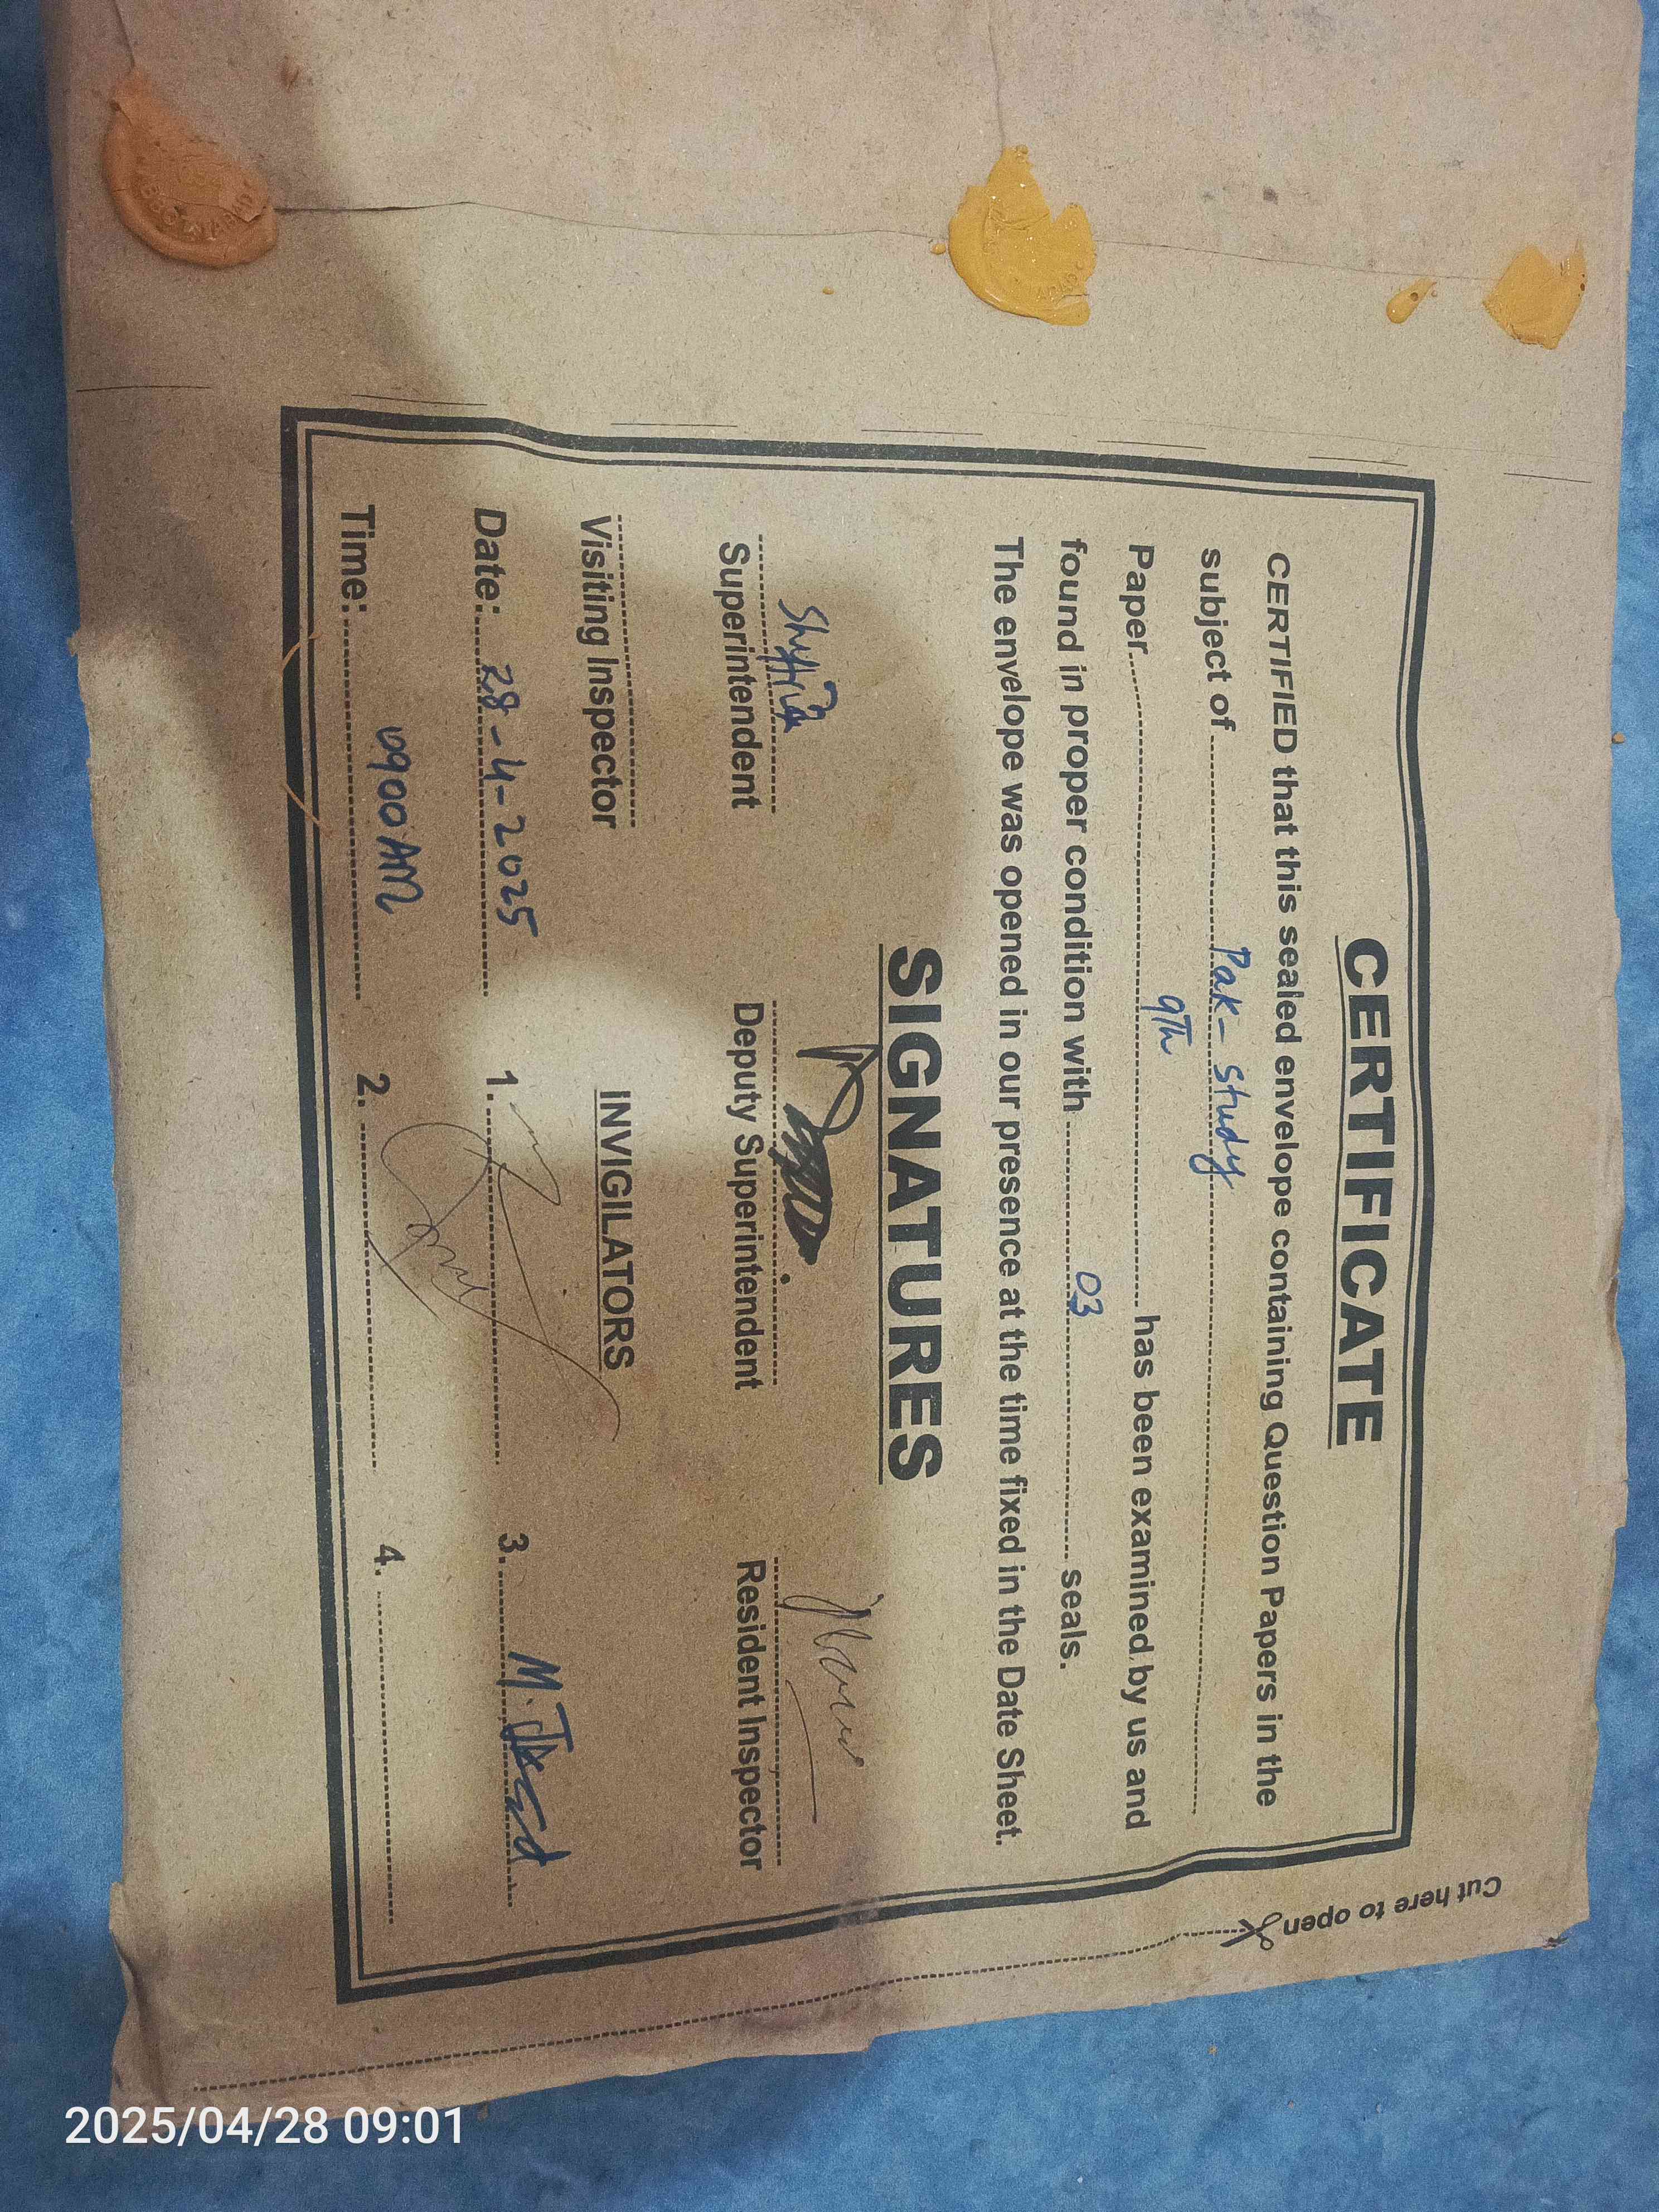 CERTIFICATE
CERTIFIED that this sealed envelope containing Question Papers in the
subject of Pak-Study
Paper 9Th has been examined by us and
found in proper condition with 03 seals.
The envelope was opened in our presence at the time fixed in the Date Sheet.
SIGNATURES
Superintendent Deputy Superintendent Resident Inspector
Visiting Inspector INVIGILATORS
Date: 28-4-2025 1. 3. M.
Time: 0900 AM 2. 4.
Cut here to open
2025/04/28 09:01